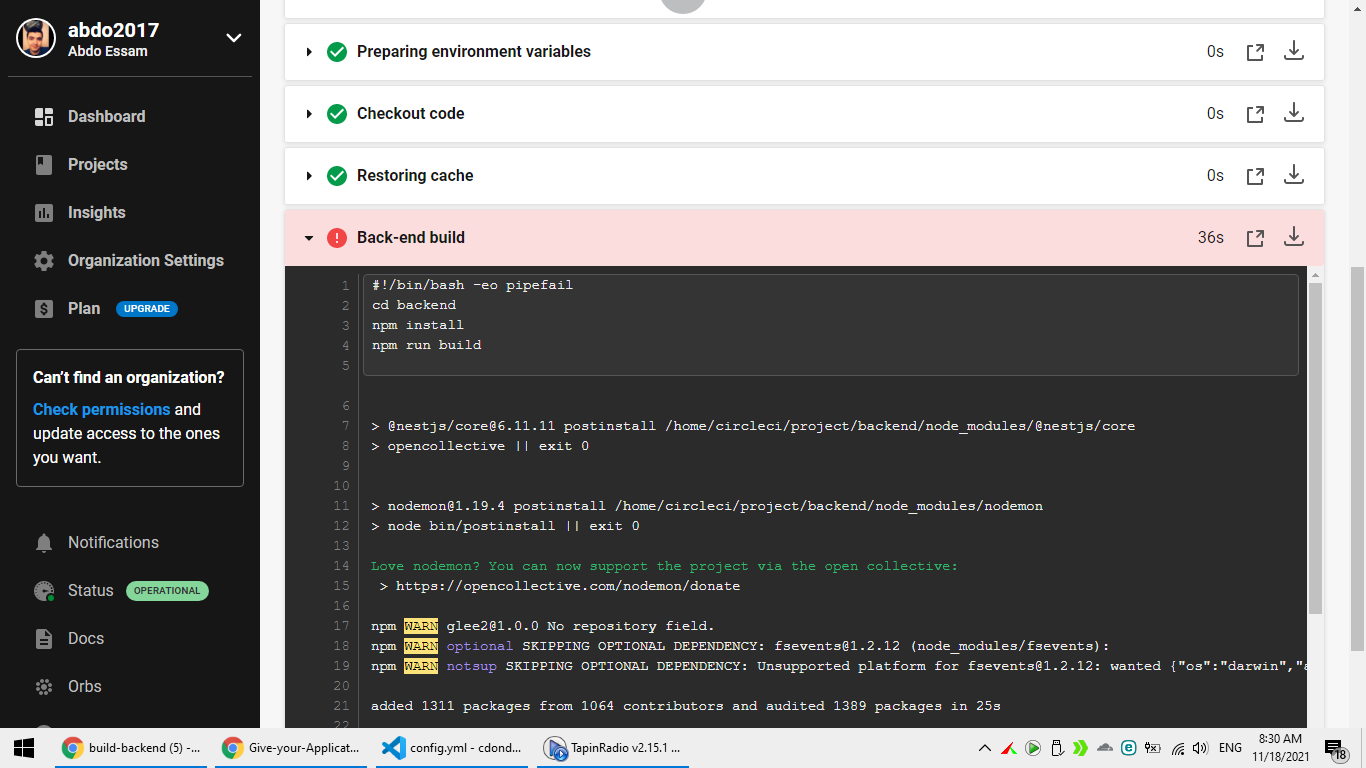 abdo2017
Abdo Essam
Dashboard
Projects
Insights
Organization Settings
Plan UPGRADE
Can't find an organization?
Check permissions and
update access to the ones
you want.
Notifications
Status OPERATIONAL
Docs
Orbs
Preparing environment variables 0s
Checkout code 0s
Restoring cache 0s
Back-end build 36s
1 #!/bin/bash -eo pipefail
2 cd backend
3 npm install
4 npm run build
5
6
7 > @nestjs/core@6.11.11 postinstall /home/circleci/project/backend/node_modules/@nestjs/core
8 > opencollective || exit 0
9
10
11 > nodemon@1.19.4 postinstall /home/circleci/project/backend/node_modules/nodemon
12 > node bin/postinstall || exit 0
13
14 Love nodemon? You can now support the project via the open collective:
15 > https://opencollective.com/nodemon/donate
16
17 npm WARN glee2@1.0.0 No repository field.
18 npm WARN optional SKIPPING OPTIONAL DEPENDENCY: fsevents@1.2.12 (node_modules/fsevents):
19 npm WARN notsup SKIPPING OPTIONAL DEPENDENCY: Unsupported platform for fsevents@1.2.12: wanted {"os":"darwin","a
20
21 added 1311 packages from 1064 contributors and audited 1389 packages in 25s
22
build-backend (5) -...
Give-your-Applicat...
config.yml - cdond...
TapinRadio v2.15.1 ...
ENG
8:30 AM
11/18/2021
18